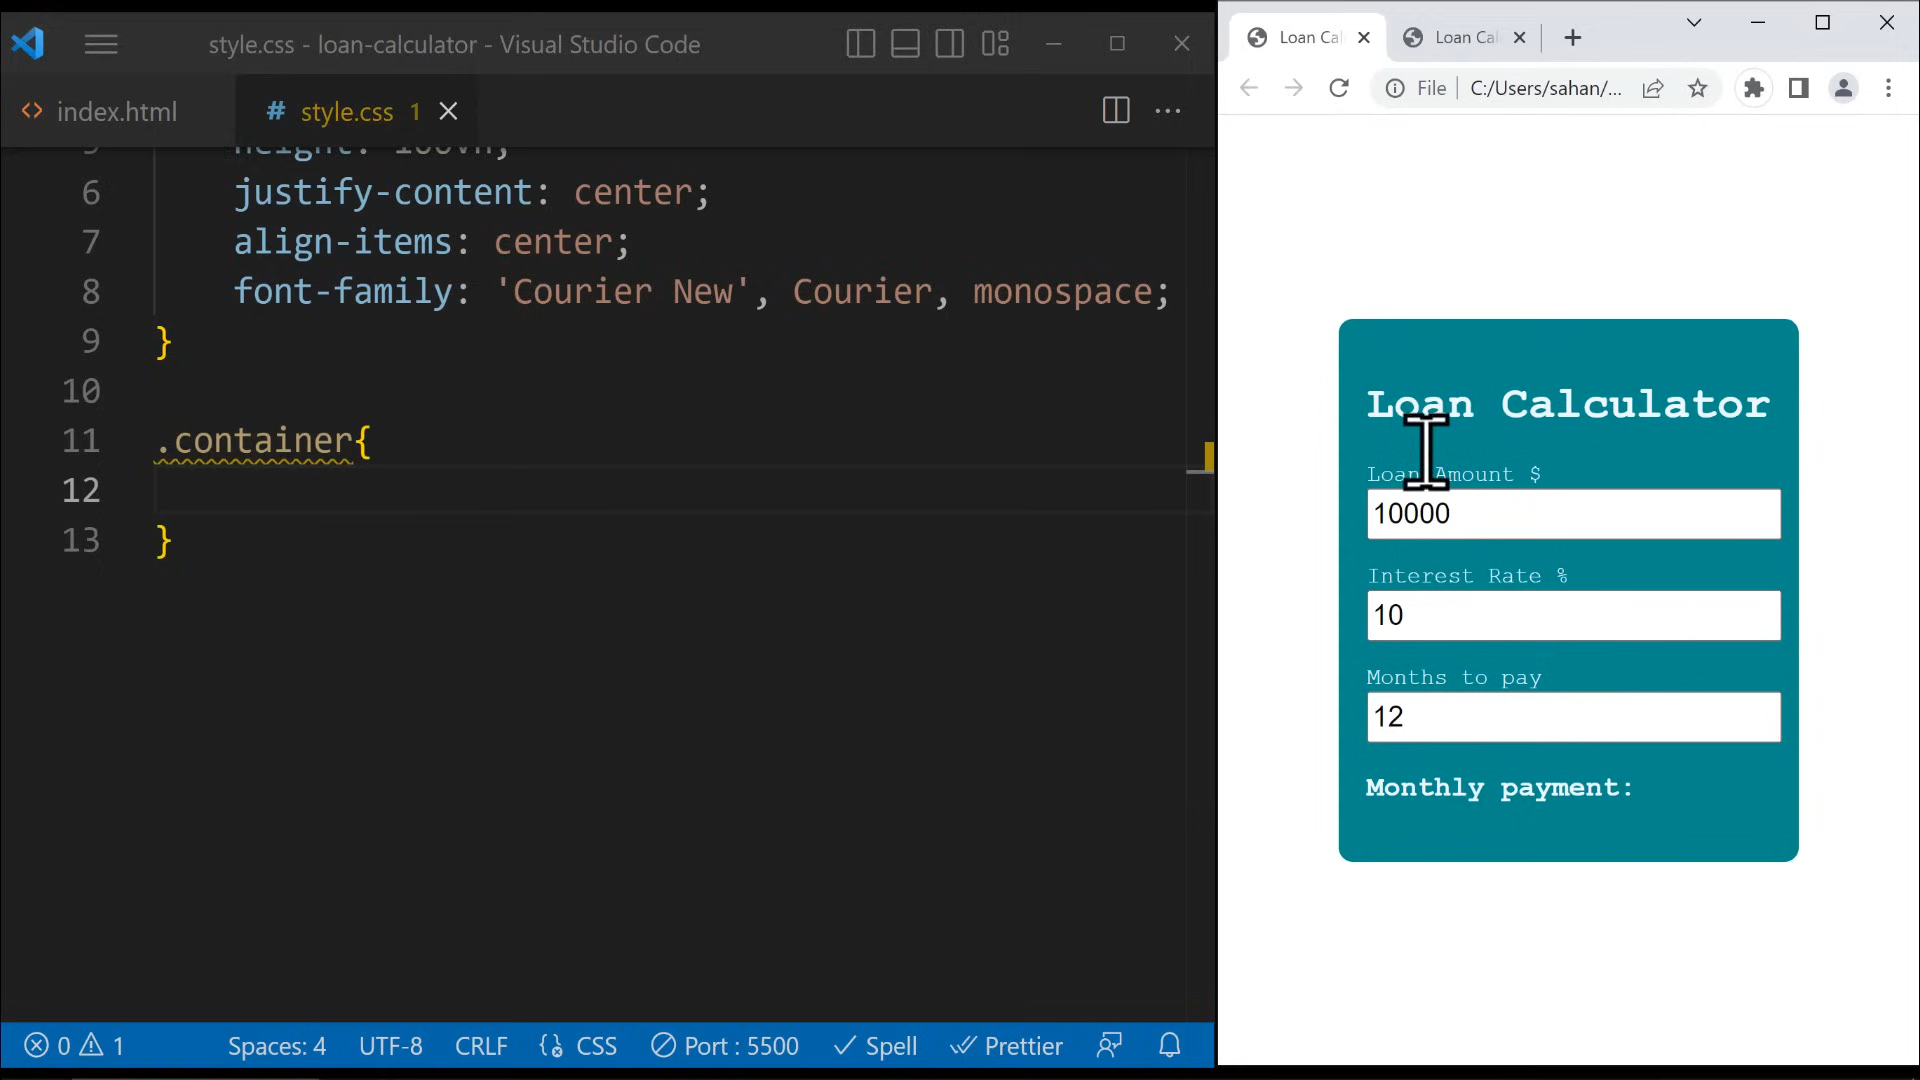 style.css - loan-calculator - Visual Studio Code
index.html
# style.css 1
5 height: 100vh;
6 justify-content: center;
7 align-items: center;
8 font-family: 'Courier New', Courier, monospace;
9 }
10
11 .container{
12
13 }
0 1 Spaces: 4 UTF-8 CRLF CSS Port : 5500 Spell Prettier
Loan Cal
Loan Cal
File C:/Users/sahan/...
Loan Calculator
Loan Amount $
10000
Interest Rate %
10
Months to pay
12
Monthly payment: